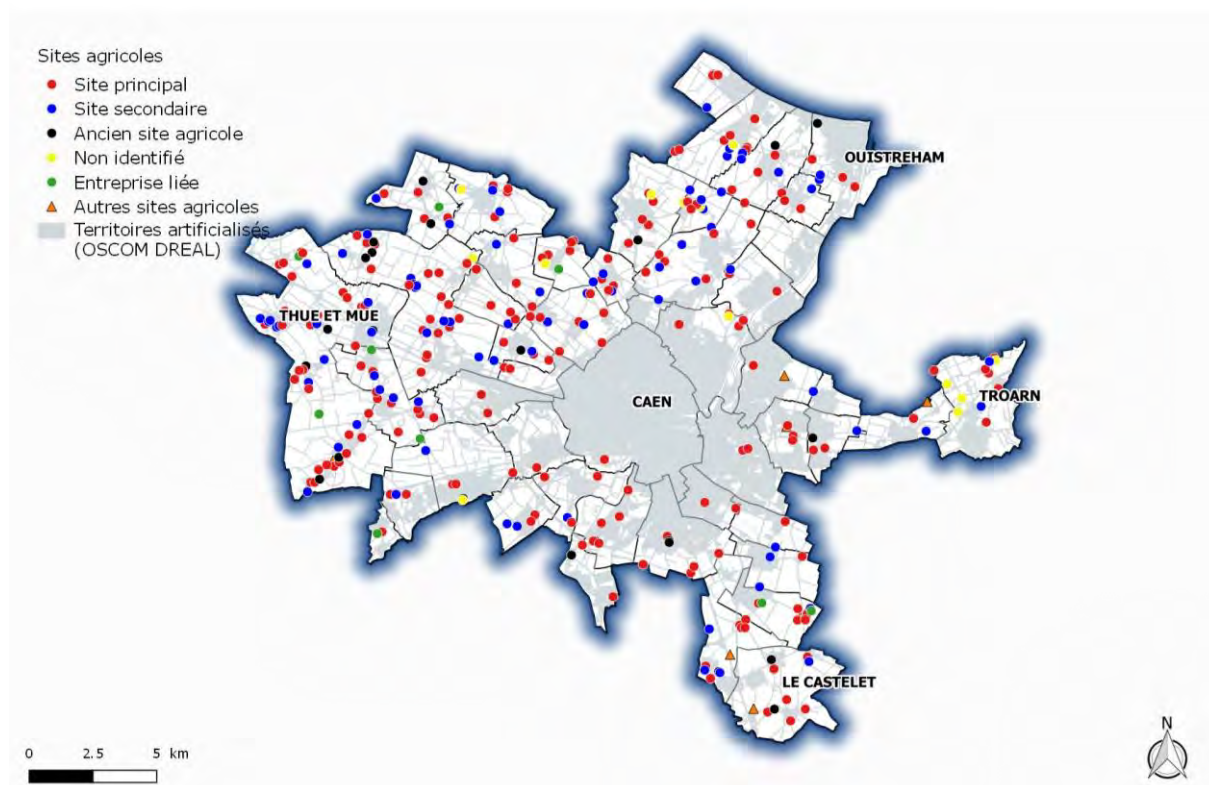 Sites agricoles
Site principal
Site secondaire
Ancien site agricole
Non identifié
Entreprise liée
Autres sites agricoles
Territoires artificialisés
(OSCOM DREAL)
OUISTREHAM
THUE ET MUE
CAEN
TROARN
LE CASTELET
0 2.5 5 km
N